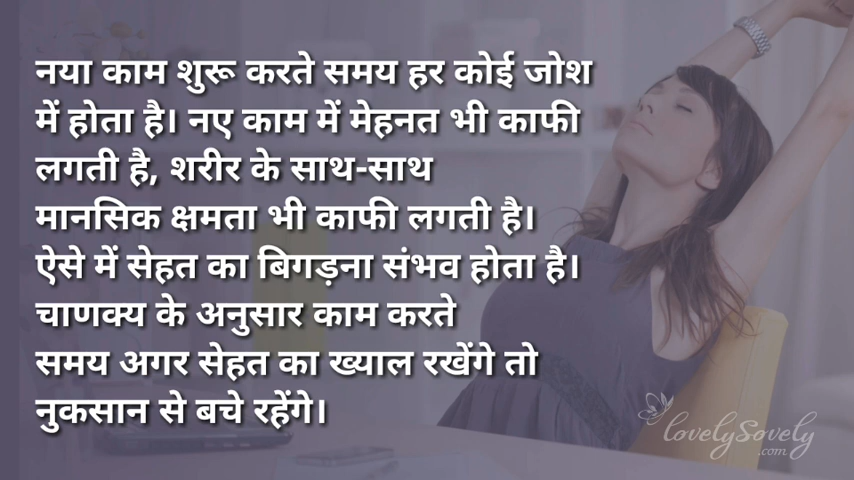 नया काम शुरू करते समय हर कोई जोश
में होता है। नए काम में मेहनत भी काफी
लगती है, शरीर के साथ-साथ
मानसिक क्षमता भी काफी लगती है।
ऐसे में सेहत का बिगड़ना संभव होता है।
चाणक्य के अनुसार काम करते
समय अगर सेहत का ख्याल रखेंगे तो
नुकसान से बचे रहेंगे।
lovelySovely
.com